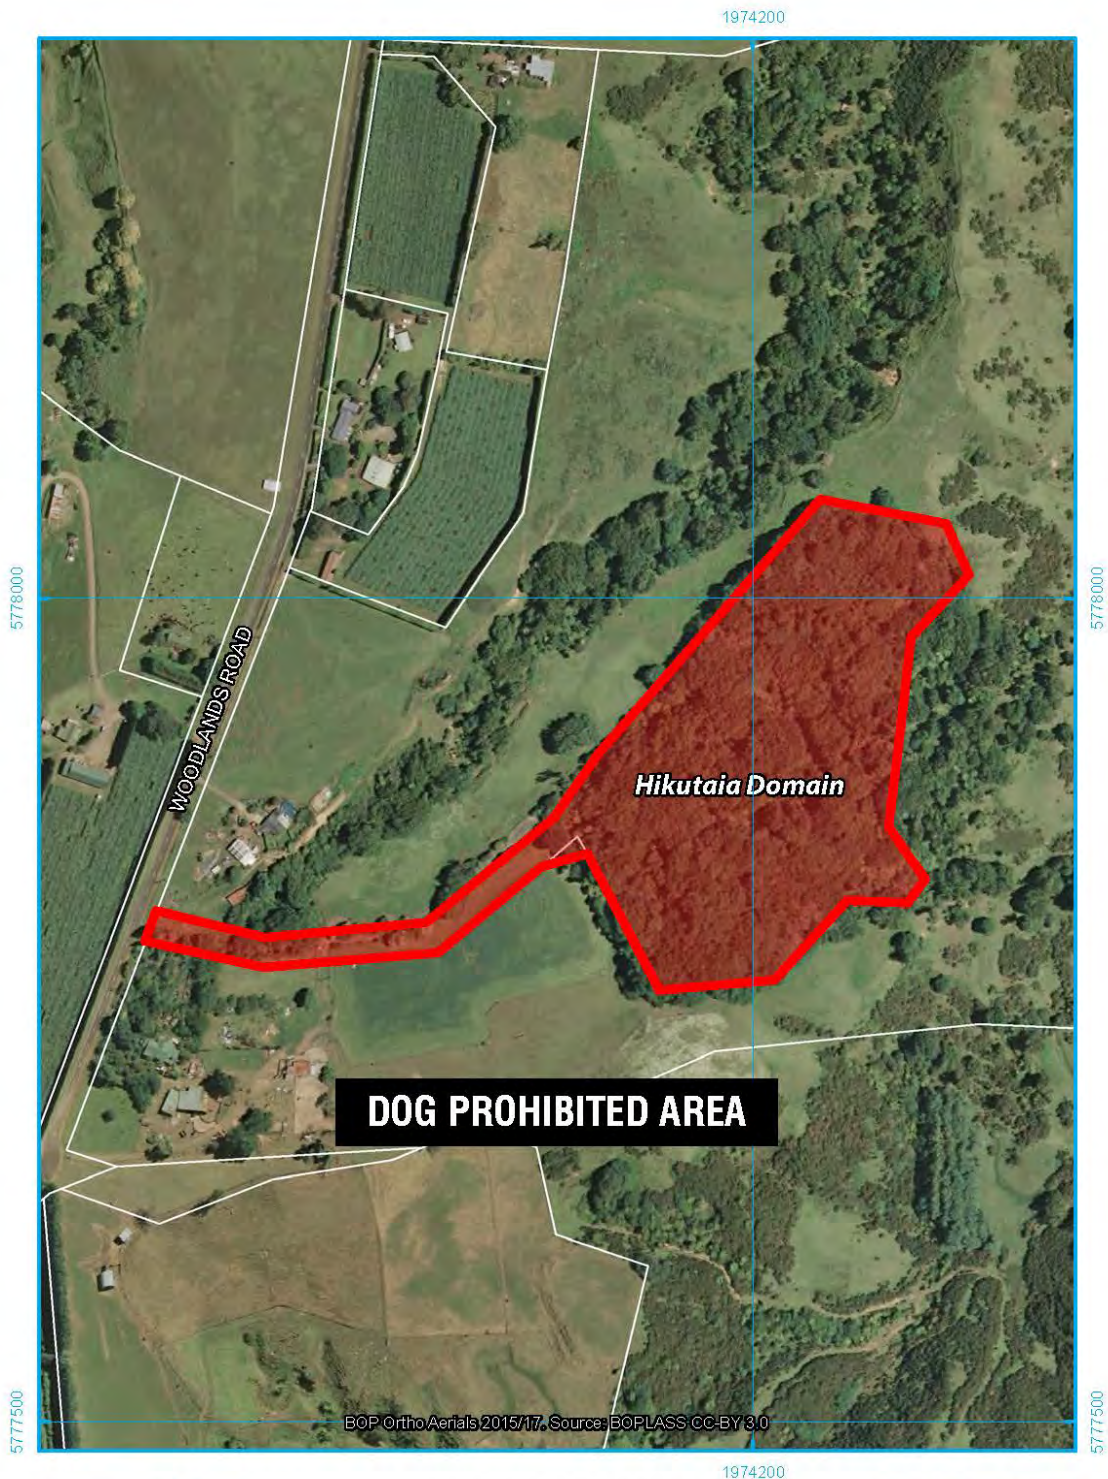 1974200
5778000
5778000
WOODLANDS ROAD
Hikutaia Domain
DOG PROHIBITED AREA
5777500
5777500
BOP Ortho Aerials 2015/17. Source: BOPLASS CC-BY 3.0
1974200